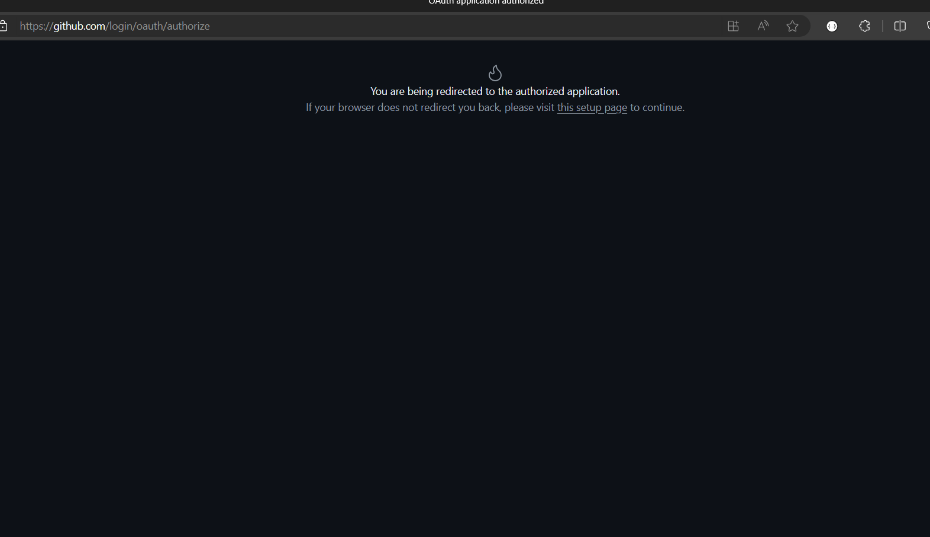 OAuth application authorized
https://github.com/login/oauth/authorize
You are being redirected to the authorized application.
If your browser does not redirect you back, please visit this setup page to continue.